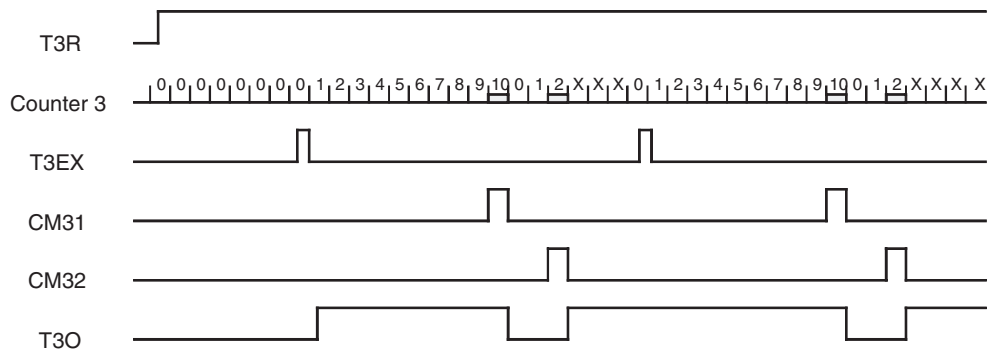 T3R
Counter 3 0 0 0 0 0 0 0 0 1 2 3 4 5 6 7 8 9 10 0 1 2 X X X 0 1 2 3 4 5 6 7 8 9 10 0 1 2 X X X X
T3EX
CM31
CM32
T3O